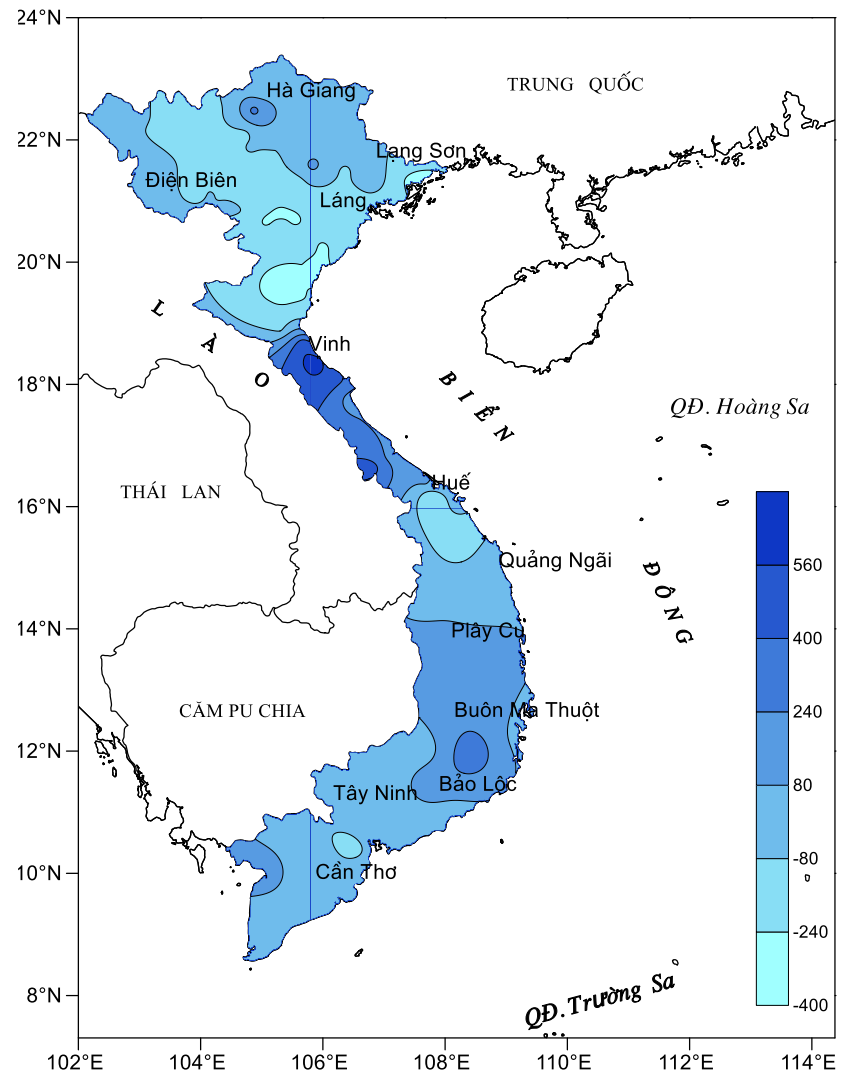 24°N
22°N
20°N
18°N
16°N
14°N
12°N
10°N
8°N
102°E
104°E
106°E
108°E
110°E
112°E
114°E
TRUNG QUỐC
Hà Giang
Lạng Sơn
Điện Biên
Láng
LÀO
Vinh
BIỂN
QĐ. Hoàng Sa
THÁI LAN
Huế
Quảng Ngãi
ĐÔNG
Plây Cu
CĂM PU CHIA
Buôn Ma Thuột
Bảo Lộc
Tây Ninh
Cần Thơ
QĐ. Trường Sa
560
400
240
80
-80
-240
-400